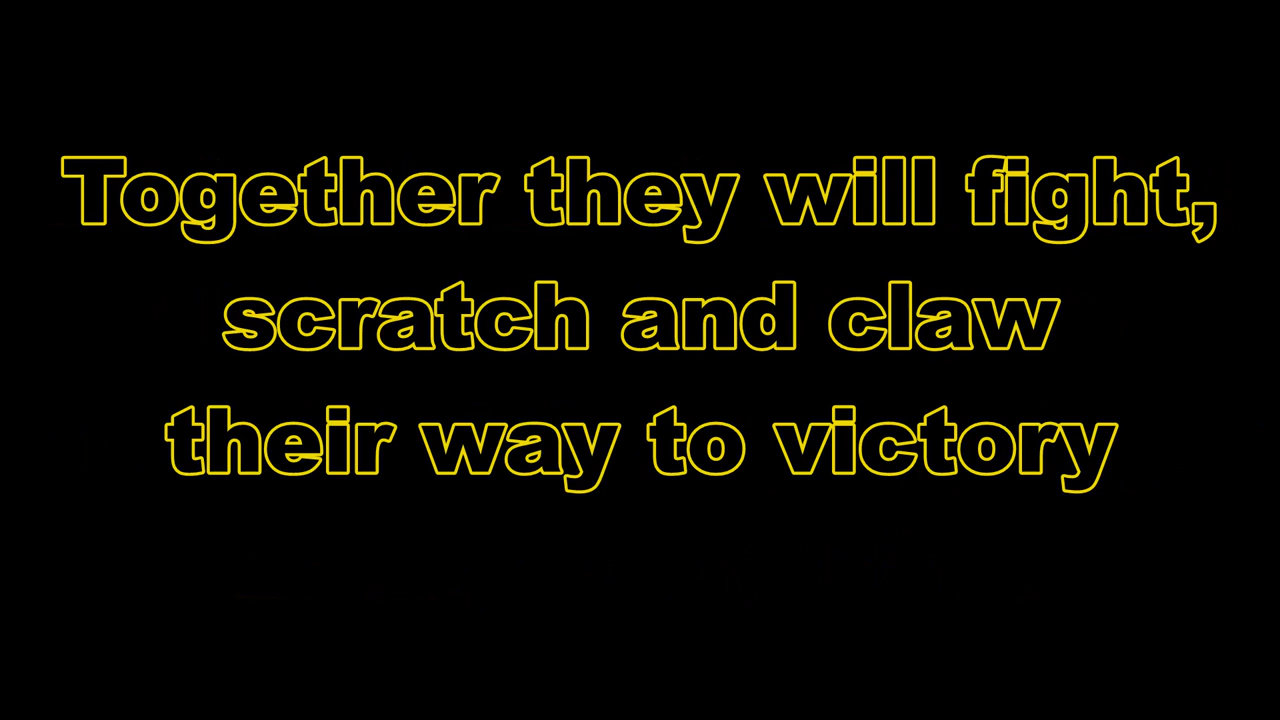 Together they will fight,
scratch and claw
their way to victory